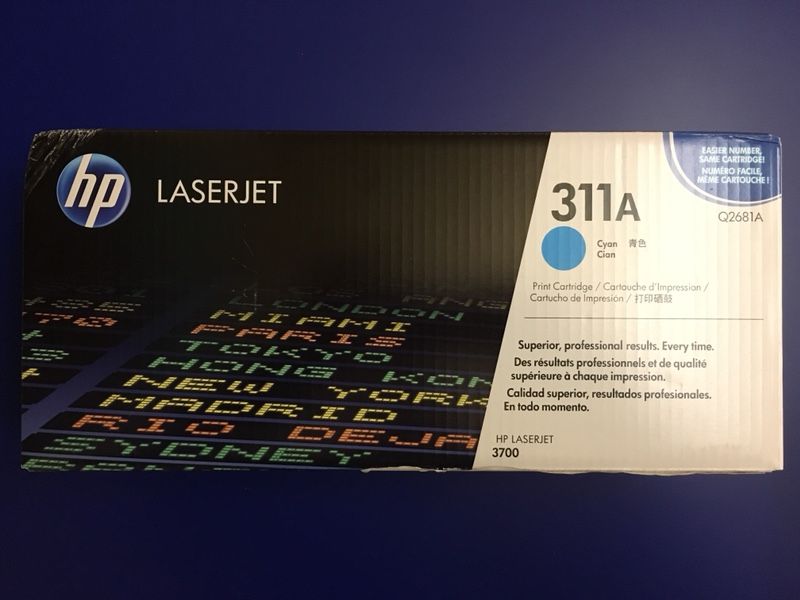 hp
LASERJET
EASIER NUMBER,
SAME CARTRIDGE!
NUMÉRO FACILE,
MÊME CARTOUCHE !
311A
Q2681A
Cyan 青色
Cian
Print Cartridge / Cartouche d'Impression /
Cartucho de Impresión / 打印硒鼓
Superior, professional results. Every time.
Des résultats professionnels et de qualité
supérieure à chaque impression.
Calidad superior, resultados profesionales.
En todo momento.
HP LASERJET
3700
LONDON
MIAMI
PARIS
TOKYO
HONG KON
NEW YORK
MADRID
RIO DEJA
SYDNEY